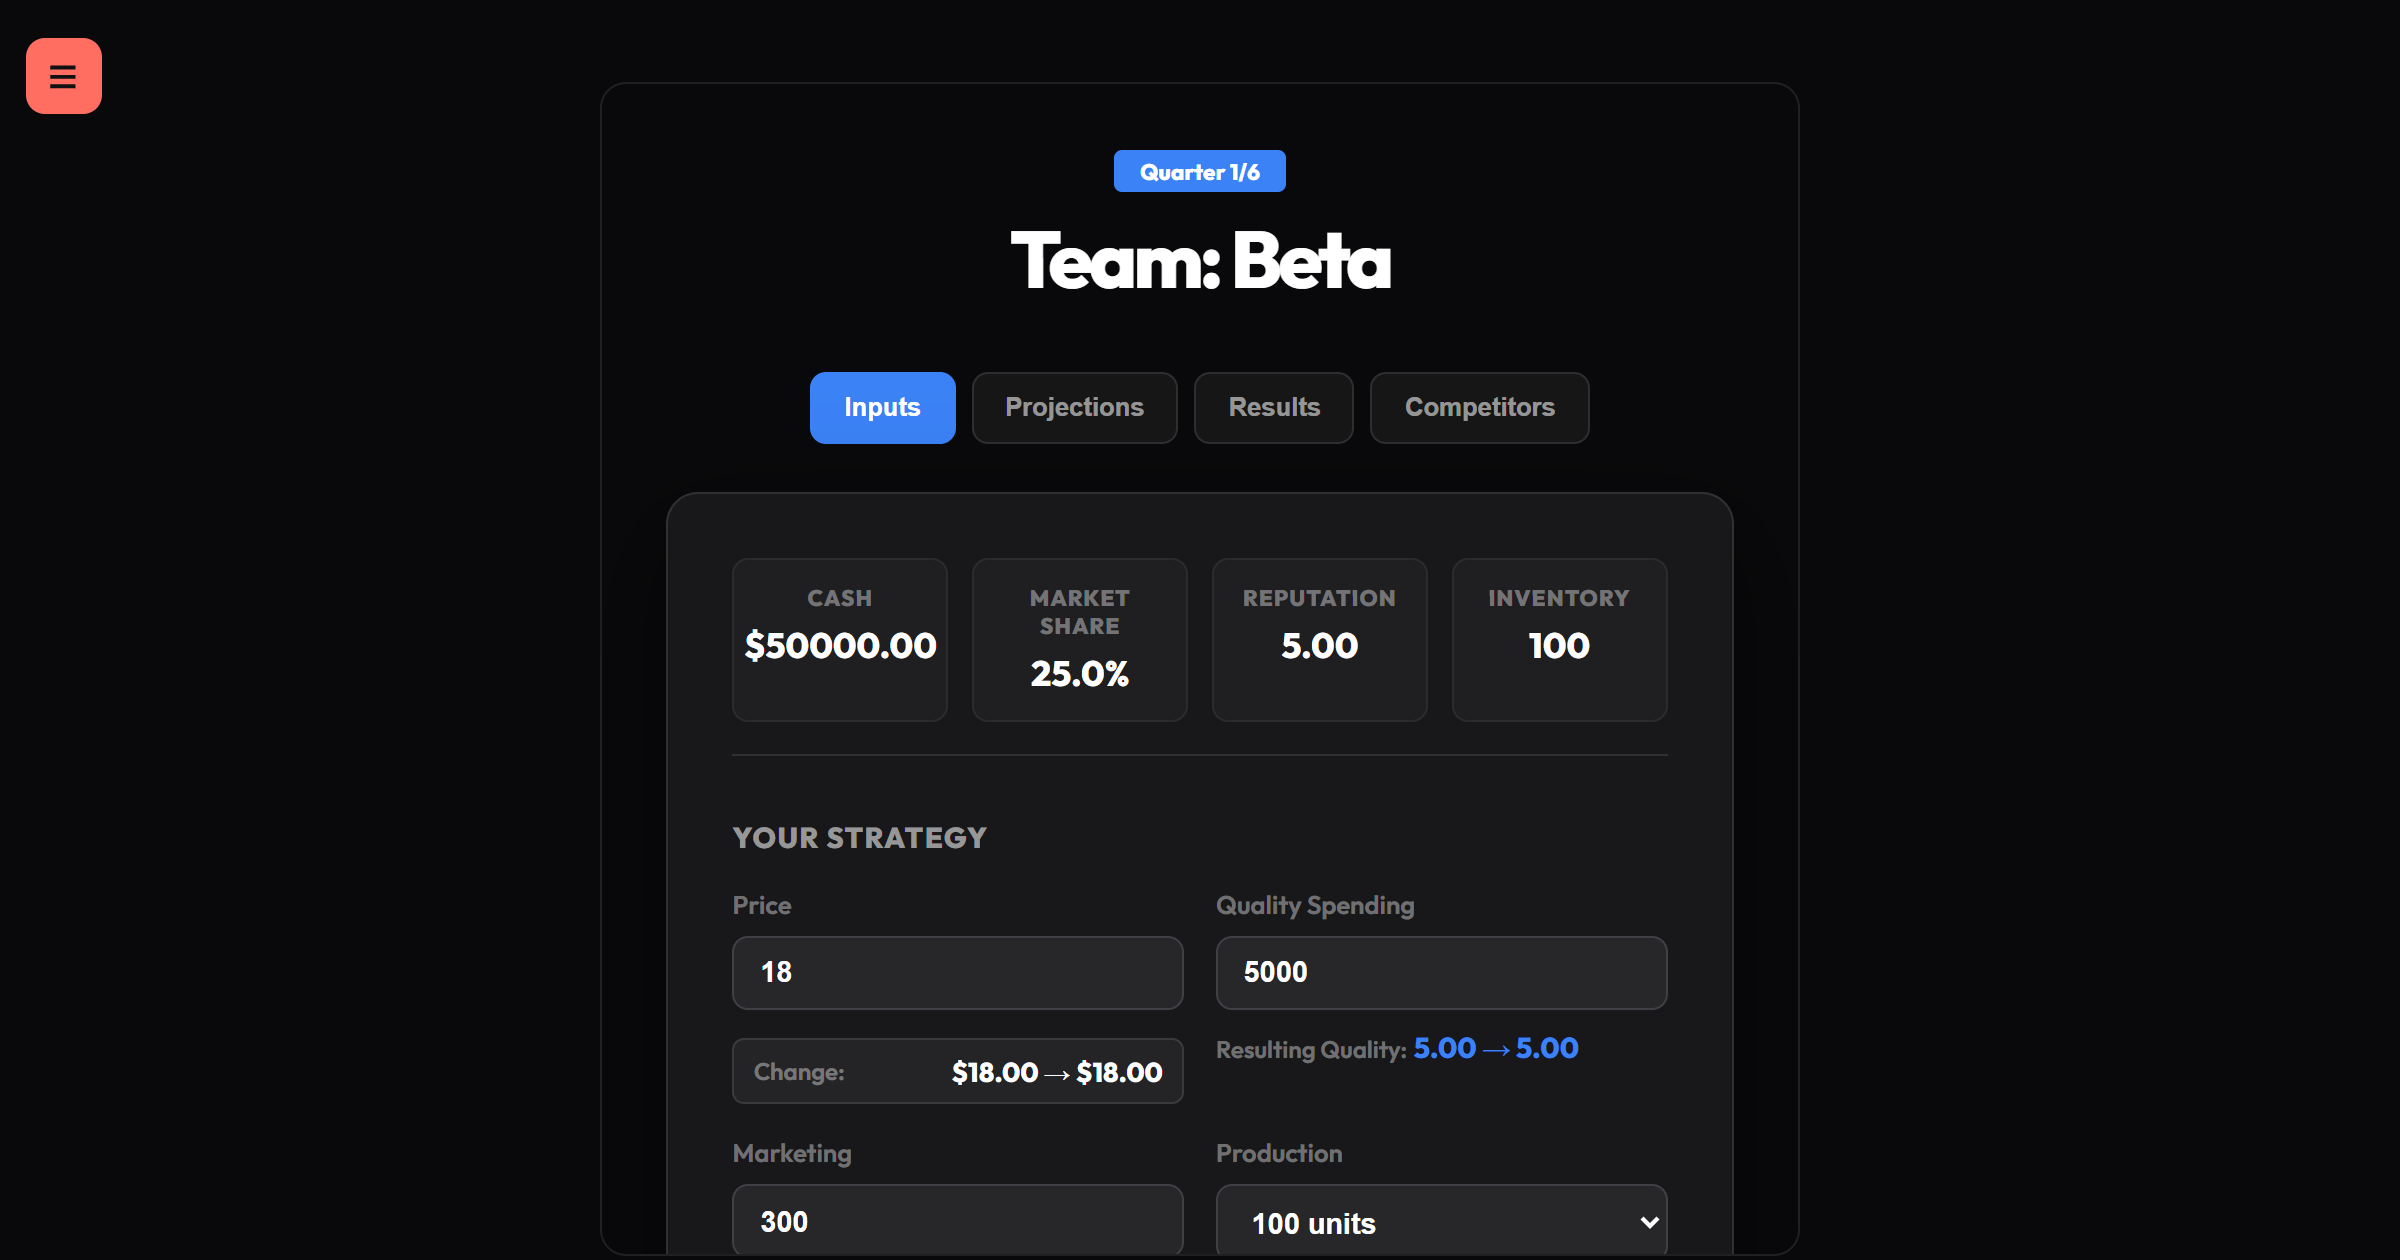 Quarter 1/6
Team: Beta
Inputs
Projections
Results
Competitors
CASH
$50000.00
MARKET
SHARE
25.0%
REPUTATION
5.00
INVENTORY
100
YOUR STRATEGY
Price
18
Change: $18.00 → $18.00
Quality Spending
5000
Resulting Quality: 5.00 → 5.00
Marketing
300
Production
100 units